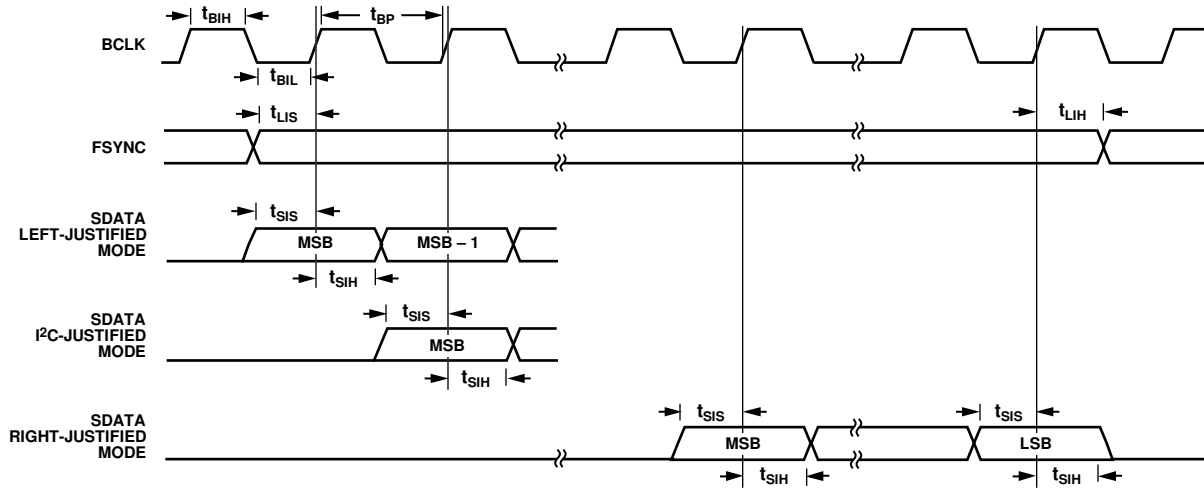 tBIH
tBP
BCLK
tBIL
tLIS
tLIH
FSYNC
SDATA
LEFT-JUSTIFIED
MODE
tSIS
MSB
MSB – 1
tSIH
SDATA
I²C-JUSTIFIED
MODE
tSIS
MSB
tSIH
SDATA
RIGHT-JUSTIFIED
MODE
tSIS
tSIS
MSB
LSB
tSIH
tSIH